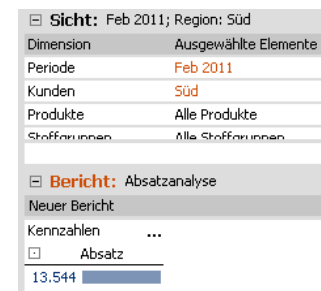 Sicht: Feb 2011; Region: Süd
Dimension Ausgewählte Elemente
Periode Feb 2011
Kunden Süd
Produkte Alle Produkte
Stoffgruppen Alle Stoffgruppen
Bericht: Absatzanalyse
Neuer Bericht
Kennzahlen ...
Absatz
13.544